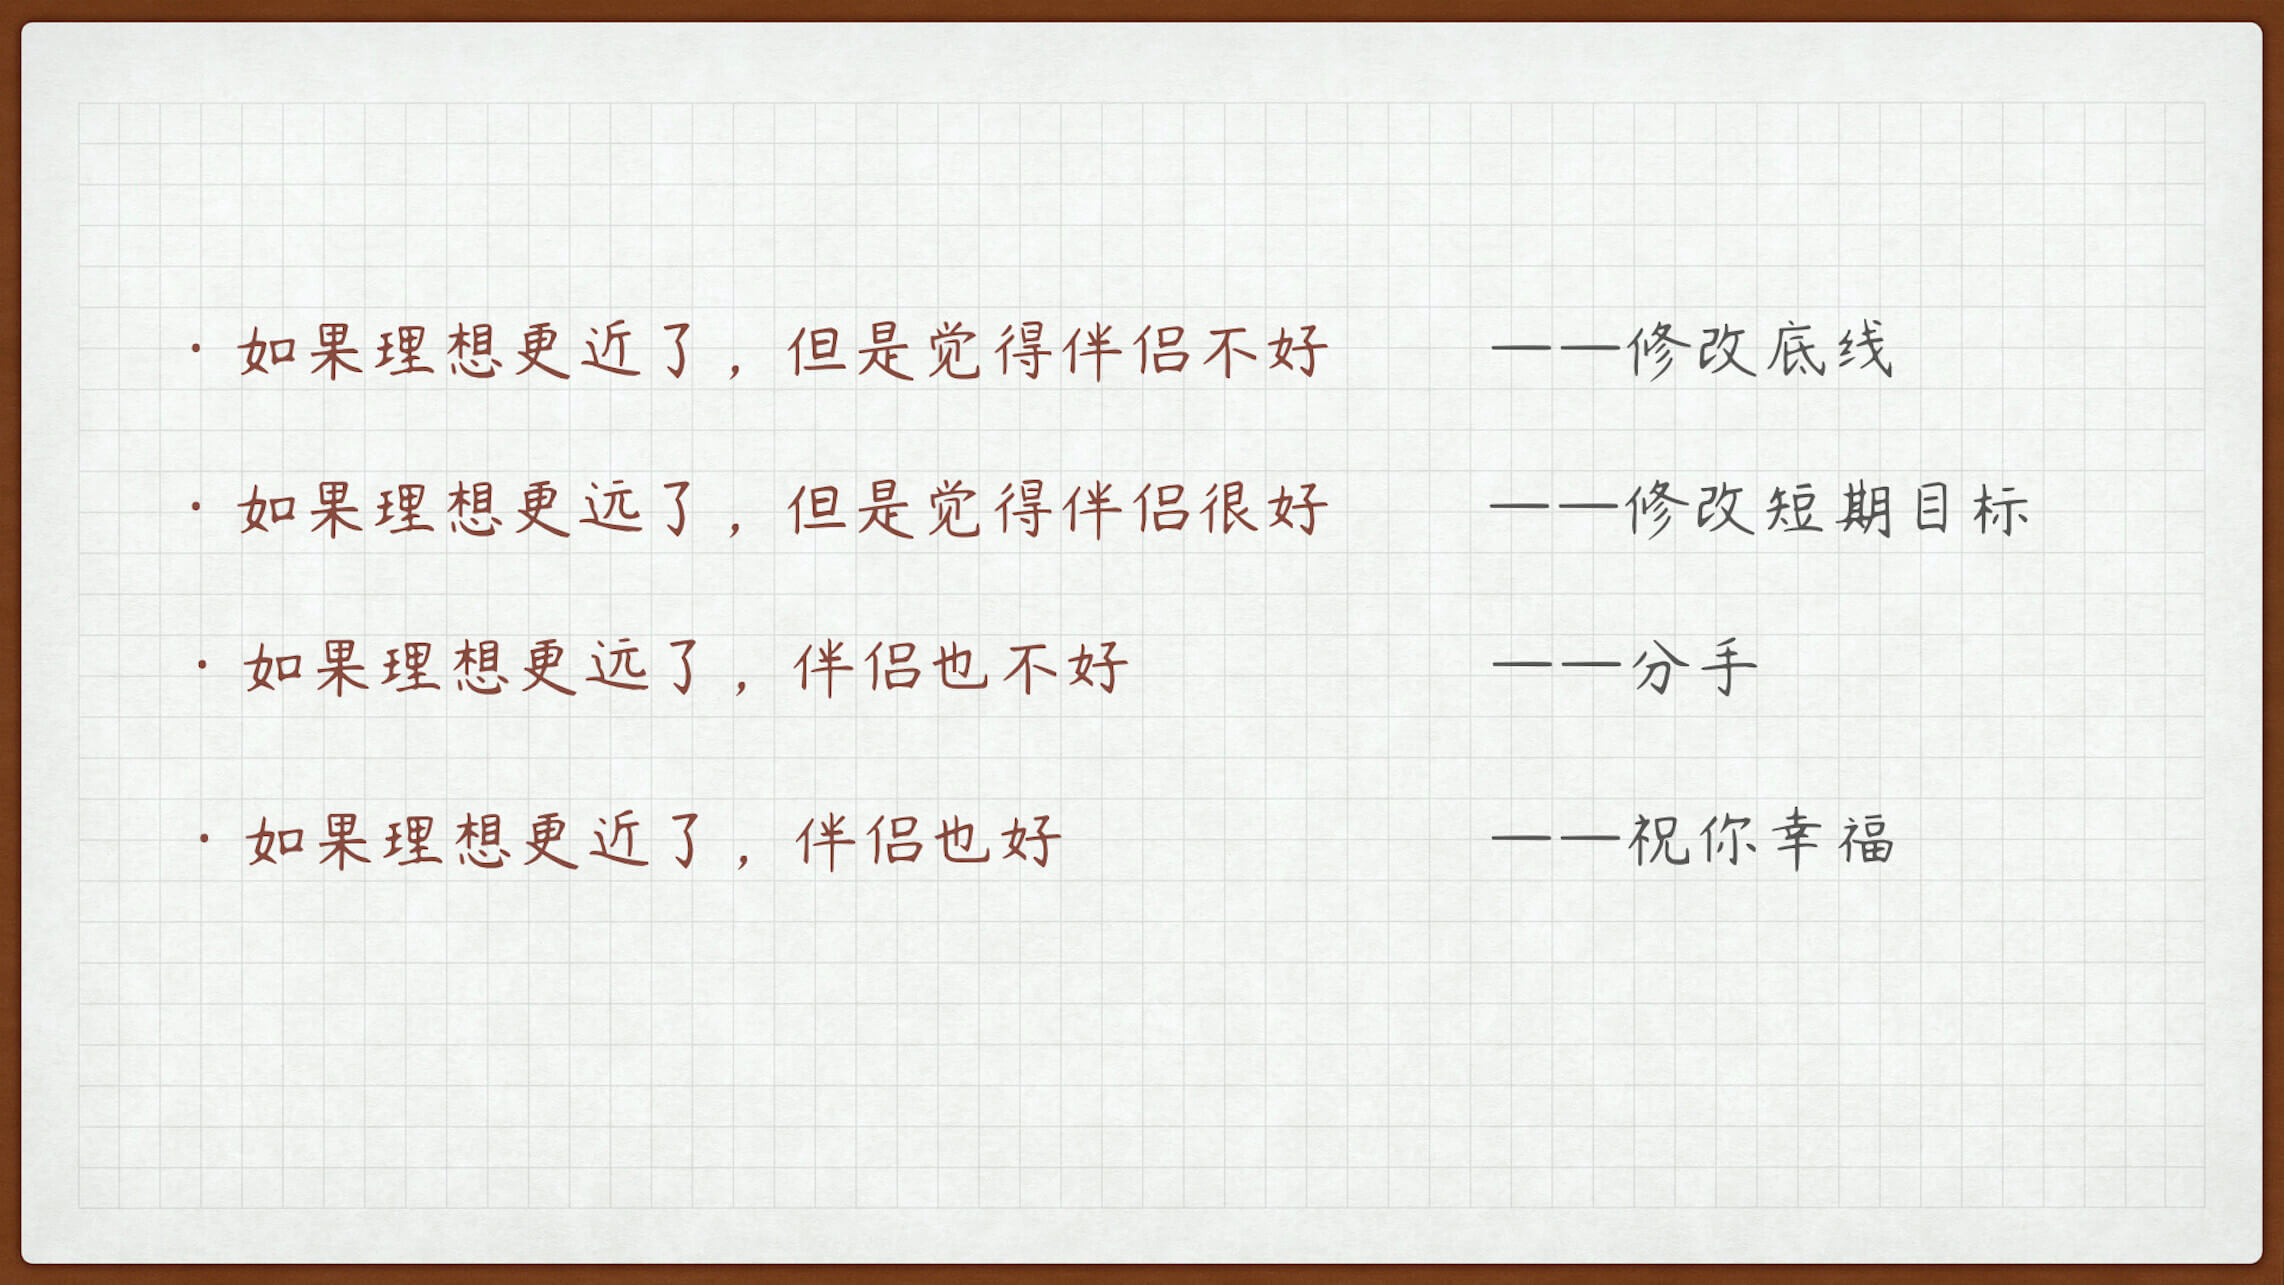 · 如果理想更近了，但是觉得伴侣不好 ——修改底线
· 如果理想更远了，但是觉得伴侣很好 ——修改短期目标
· 如果理想更远了，伴侣也不好 ——分手
· 如果理想更近了，伴侣也好 ——祝你幸福